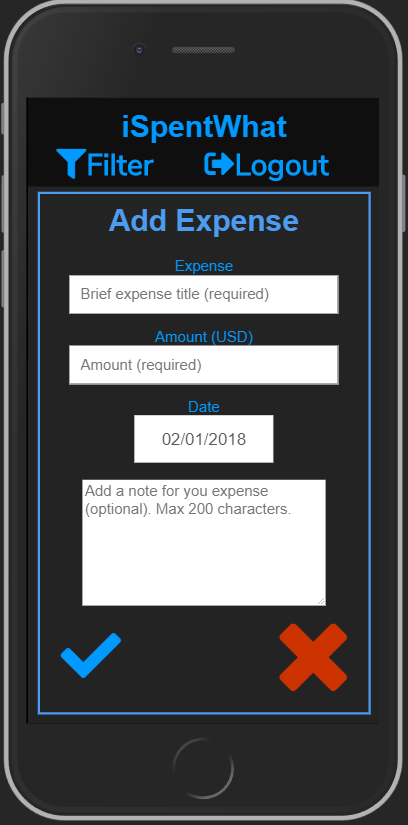 iSpentWhat
Filter Logout
Add Expense
Expense
Brief expense title (required)
Amount (USD)
Amount (required)
Date
02/01/2018
Add a note for you expense
(optional). Max 200 characters.